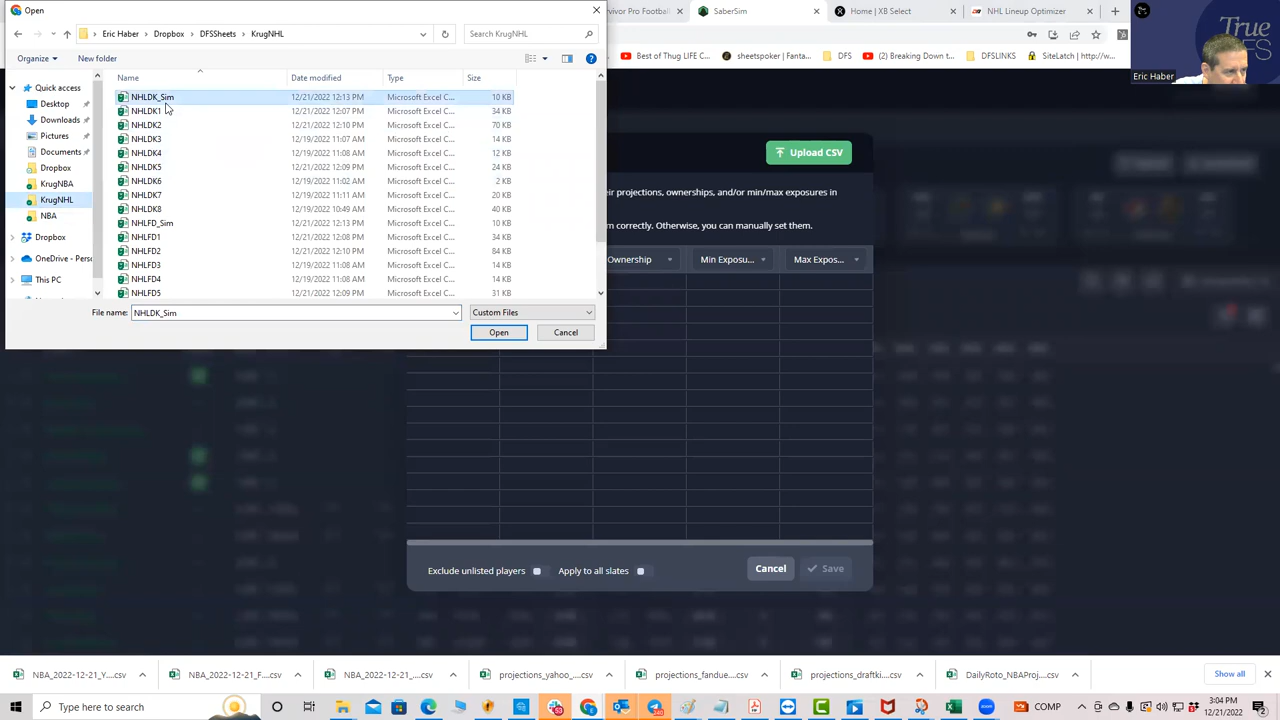 Open
Eric Haber > Dropbox > DFSSheets > KrugNHL
Search KrugNHL
Organize
New folder
Name
Date modified
Type
Size
Quick access
Desktop
Downloads
Pictures
Documents
Dropbox
KrugNBA
KrugNHL
NBA
Dropbox
OneDrive - Pers
This PC
NHLDK_Sim 12/21/2022 12:13 PM Microsoft Excel C... 10 KB
NHLDK1 12/21/2022 12:07 PM Microsoft Excel C... 34 KB
NHLDK2 12/21/2022 12:10 PM Microsoft Excel C... 70 KB
NHLDK3 12/19/2022 11:07 AM Microsoft Excel C... 14 KB
NHLDK4 12/19/2022 11:08 AM Microsoft Excel C... 12 KB
NHLDK5 12/21/2022 12:09 PM Microsoft Excel C... 24 KB
NHLDK6 12/19/2022 11:02 AM Microsoft Excel C... 2 KB
NHLDK7 12/19/2022 11:11 AM Microsoft Excel C... 20 KB
NHLDK8 12/19/2022 10:49 AM Microsoft Excel C... 40 KB
NHLFD_Sim 12/21/2022 12:13 PM Microsoft Excel C... 10 KB
NHLFD1 12/21/2022 12:08 PM Microsoft Excel C... 34 KB
NHLFD2 12/21/2022 12:10 PM Microsoft Excel C... 84 KB
NHLFD3 12/19/2022 11:08 AM Microsoft Excel C... 14 KB
NHLFD4 12/19/2022 11:08 AM Microsoft Excel C... 14 KB
NHLFD5 12/21/2022 12:09 PM Microsoft Excel C... 31 KB
File name: NHLDK_Sim
Custom Files
Open
Cancel
rvivor Pro Football
SaberSim
Home | XB Select
NHL Lineup Optimizer
Best of Thug LIFE C...
sheetspoker | Fanta...
DFS
(2) Breaking Down t...
DFSLINKS
SiteLatch | http://w...
True
Eric Haber
Upload CSV
eir projections, ownerships, and/or min/max exposures in
m correctly. Otherwise, you can manually set them.
Ownership
Min Exposu...
Max Expos...
Exclude unlisted players
Apply to all slates
Cancel
Save
NBA_2022-12-21_Y....csv
NBA_2022-12-21_F....csv
NBA_2022-12-21_....csv
projections_yahoo_....csv
projections_fandue....csv
projections_draftki....csv
DailyRoto_NBAProj....csv
Show all
Type here to search
COMP
3:04 PM
12/21/2022